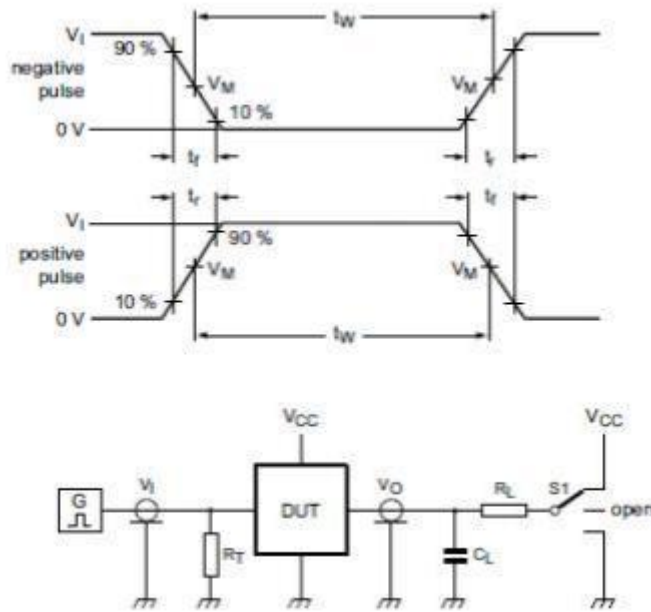 tW
VI
90 %
negative
pulse
VM
VM
10 %
0 V
tf
tr
tr
tf
VI
positive
pulse
90 %
VM
VM
10 %
0 V
tW
VCC
VCC
G
VI
VO
RL
S1
DUT
open
RT
CL